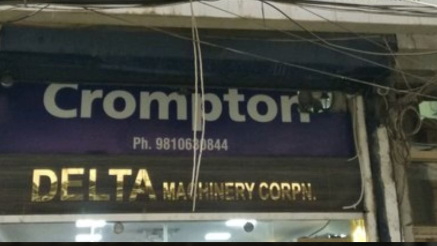 Crompton
Ph. 9810630844
DELTA MACHINERY CORPN.